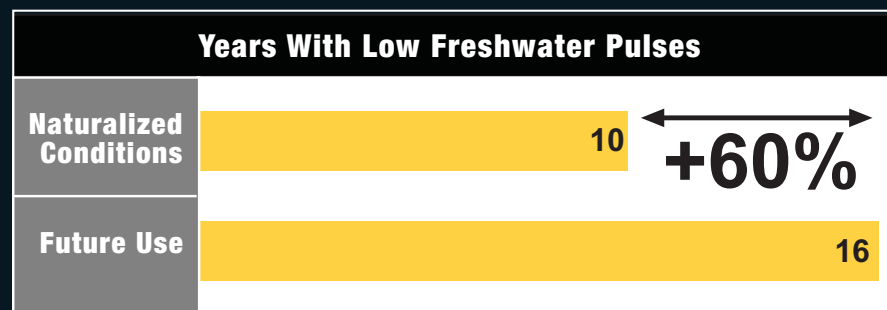 Years With Low Freshwater Pulses
Naturalized
Conditions
10
+60%
Future Use
16